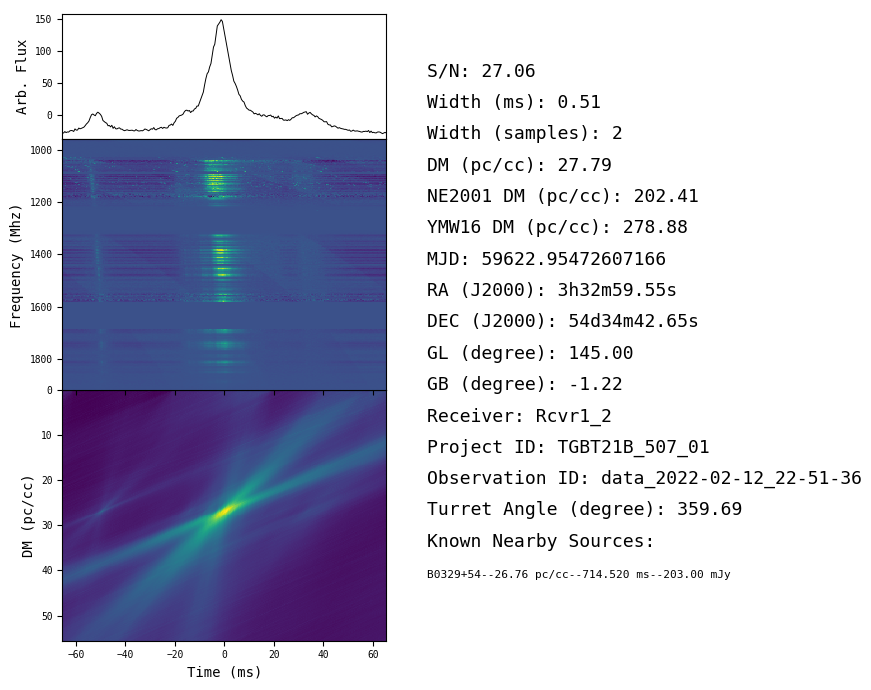 150
100
50
0
Arb. Flux
1000
1200
1400
1600
1800
Frequency (Mhz)
0
10
20
30
40
50
DM (pc/cc)
−60
−40
−20
0
20
40
60
Time (ms)
S/N: 27.06
Width (ms): 0.51
Width (samples): 2
DM (pc/cc): 27.79
NE2001 DM (pc/cc): 202.41
YMW16 DM (pc/cc): 278.88
MJD: 59622.95472607166
RA (J2000): 3h32m59.55s
DEC (J2000): 54d34m42.65s
GL (degree): 145.00
GB (degree): -1.22
Receiver: Rcvr1_2
Project ID: TGBT21B_507_01
Observation ID: data_2022-02-12_22-51-36
Turret Angle (degree): 359.69
Known Nearby Sources:
B0329+54--26.76 pc/cc--714.520 ms--203.00 mJy